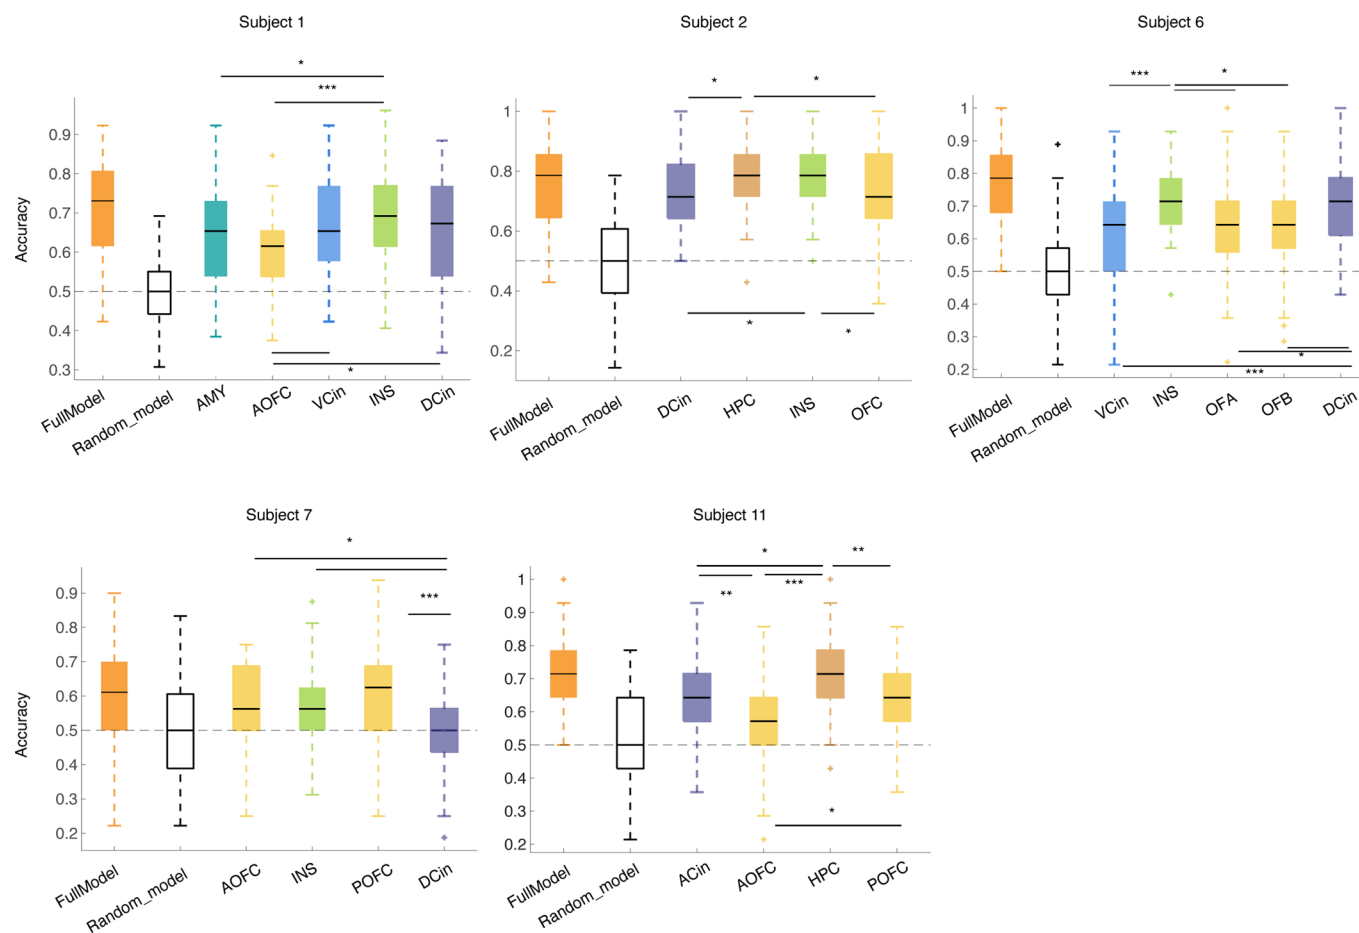 Subject 1
*
***
Accuracy
0.9
0.8
0.7
0.6
0.5
0.4
0.3
*
FullModel
Random_model
AMY
AOFC
VCin
INS
DCin
Subject 2
*
*
1
0.8
0.6
0.4
0.2
*
*
FullModel
Random_model
DCin
HPC
INS
OFC
Subject 6
***
*
1
0.9
0.8
0.7
0.6
0.5
0.4
0.3
0.2
*
***
FullModel
Random_model
VCin
INS
OFA
OFB
DCin
Subject 7
*
***
Accuracy
0.9
0.8
0.7
0.6
0.5
0.4
0.3
0.2
FullModel
Random_model
AOFC
INS
POFC
DCin
Subject 11
*
**
**
***
1
0.9
0.8
0.7
0.6
0.5
0.4
0.3
0.2
*
FullModel
Random_model
ACin
AOFC
HPC
POFC